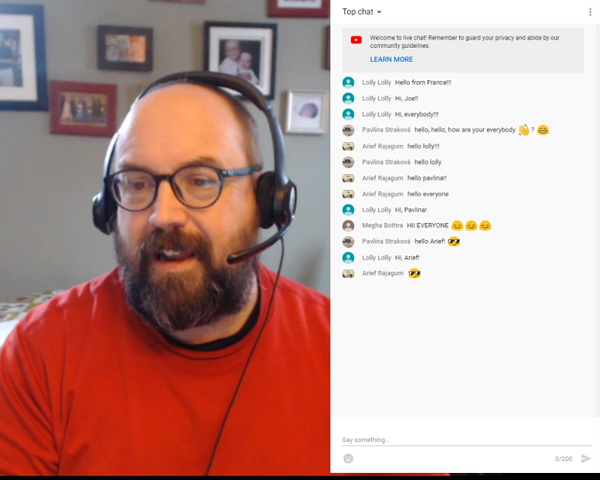 Top chat
Welcome to live chat! Remember to guard your privacy and abide by our
community guidelines.
LEARN MORE
Lolly Lolly Hello from France!!!
Lolly Lolly Hi, Joe!!
Lolly Lolly Hi, everybody!!!
Pavlína Straková hello, hello, how are your everybody 👋 ? 😊
Arief Rajagum hello lolly!!!
Pavlína Straková hello lolly
Arief Rajagum hello pavlina!!
Arief Rajagum hello everyone
Lolly Lolly Hi, Pavlina!
Megha Bothra HII EVERYONE 😊 😊 😊
Pavlína Straková hello Arief! 😎
Lolly Lolly Hi, Arief!
Arief Rajagum 😎
Say something...
0/200